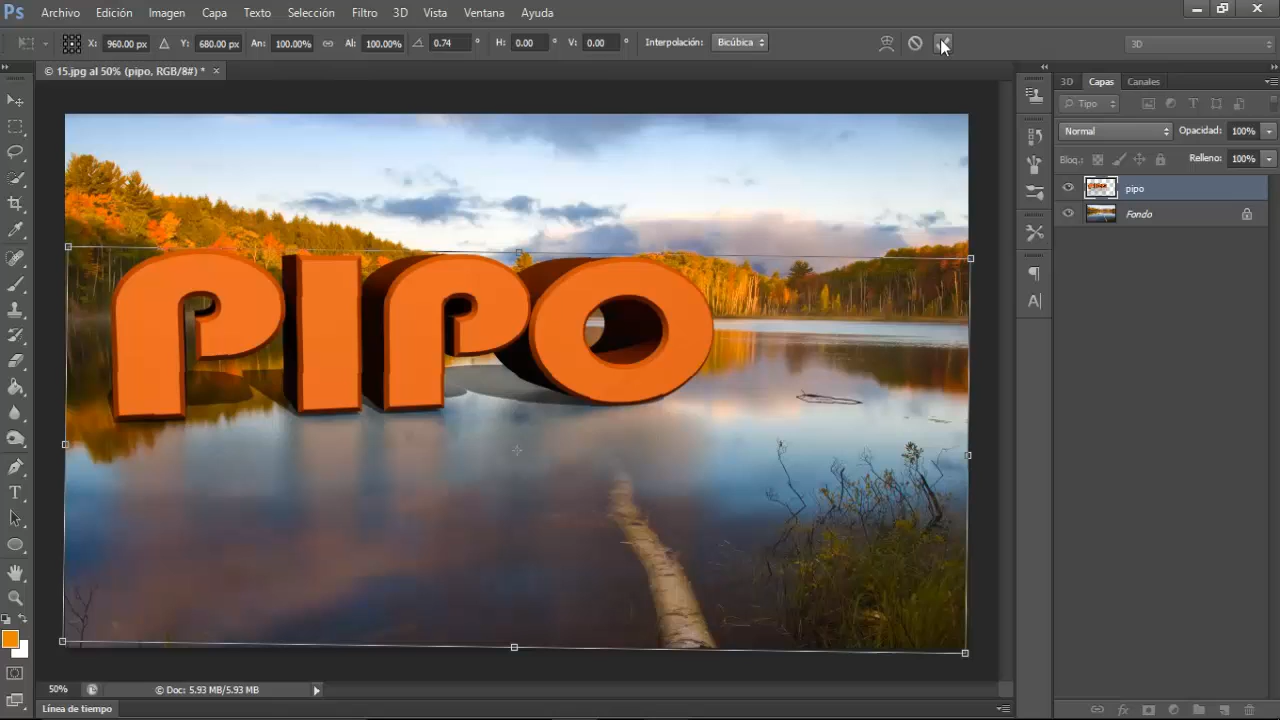 Ps Archivo Edición Imagen Capa Texto Selección Filtro 3D Vista Ventana Ayuda
X: 960.00 px Y: 680.00 px An: 100.00% Al: 100.00% 0.74 ° H: 0.00 ° V: 0.00 ° Interpolación: Bicúbica 3D
© 15.jpg al 50% (pipo, RGB/8#) * ×
3D Capas Canales
Tipo
Normal Opacidad: 100%
Bloq.: Relleno: 100%
pipo
Fondo
PIPO
50% © Doc: 5.93 MB/5.93 MB
Línea de tiempo